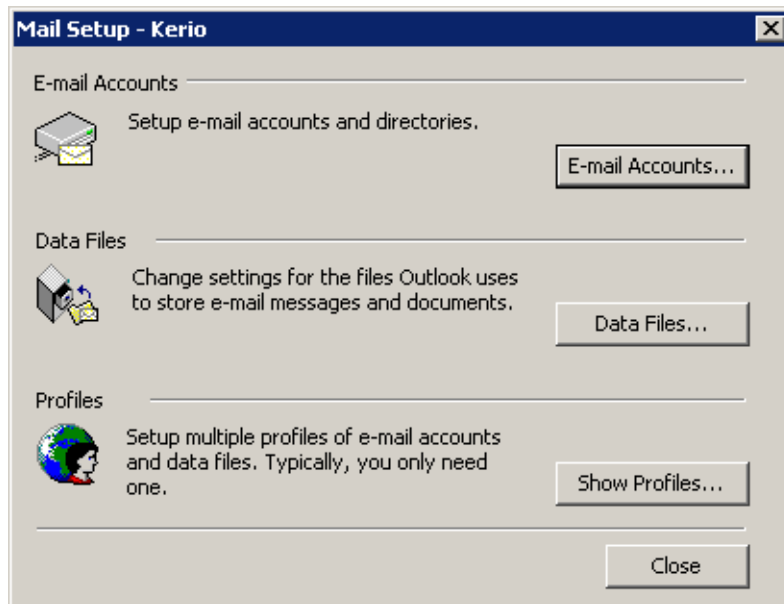 Mail Setup - Kerio
E-mail Accounts
Setup e-mail accounts and directories.
E-mail Accounts...
Data Files
Change settings for the files Outlook uses
to store e-mail messages and documents.
Data Files...
Profiles
Setup multiple profiles of e-mail accounts
and data files. Typically, you only need
one.
Show Profiles...
Close